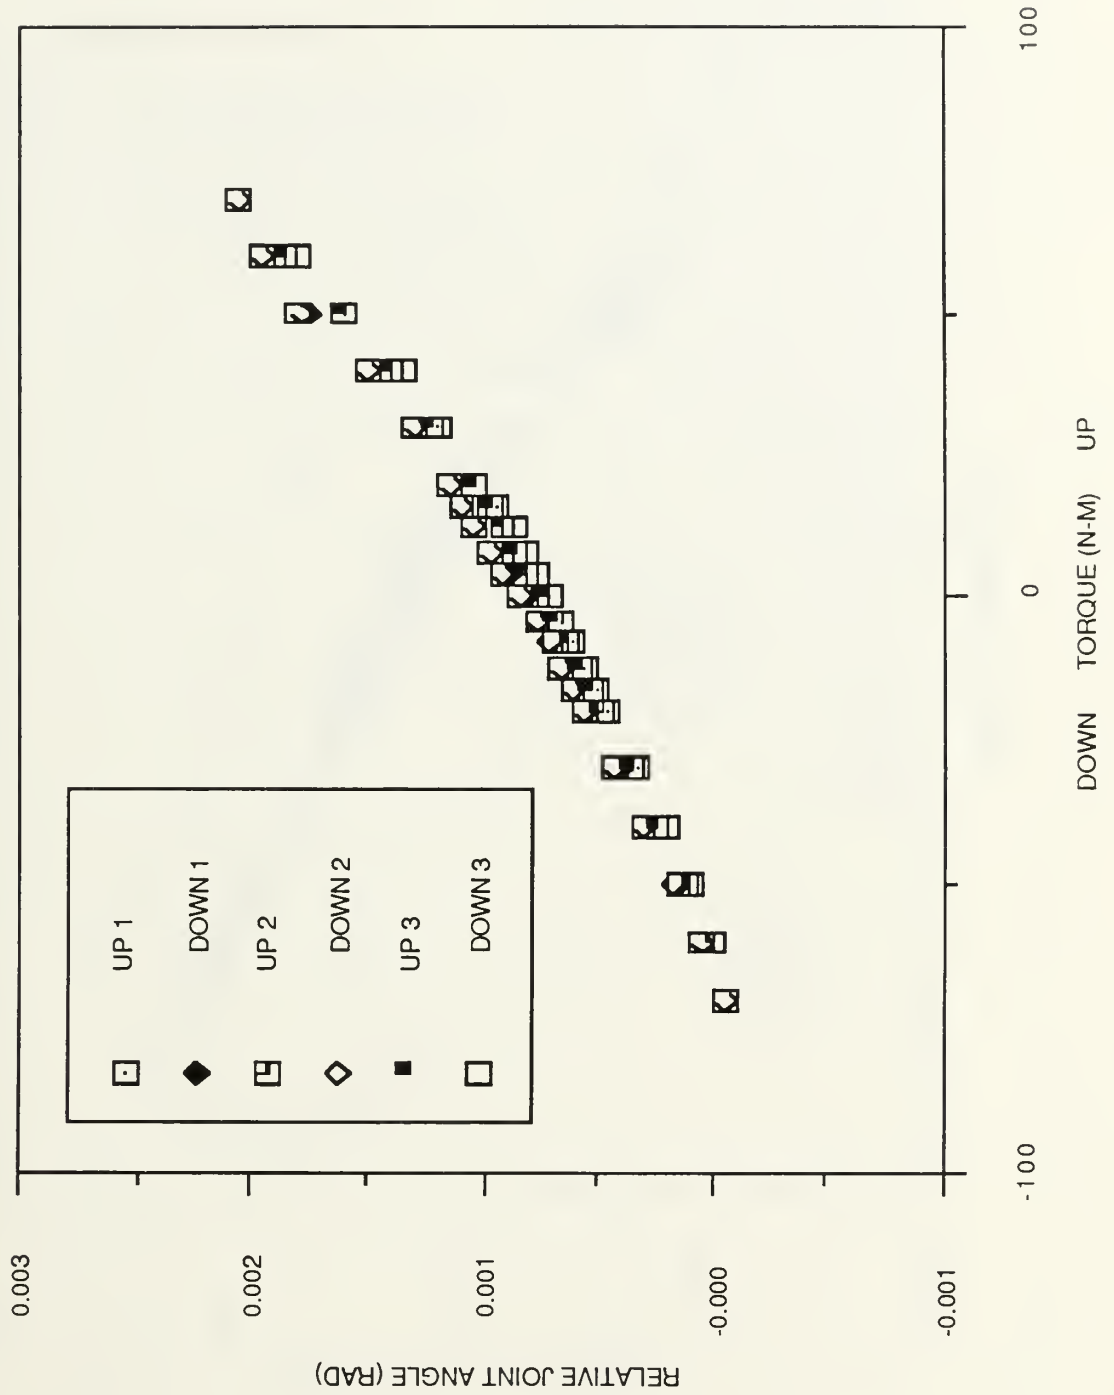 RELATIVE JOINT ANGLE (RAD)
0.003
0.002
0.001
-0.000
-0.001
UP 1
DOWN 1
UP 2
DOWN 2
UP 3
DOWN 3
-100
0
100
DOWN TORQUE (N-M) UP